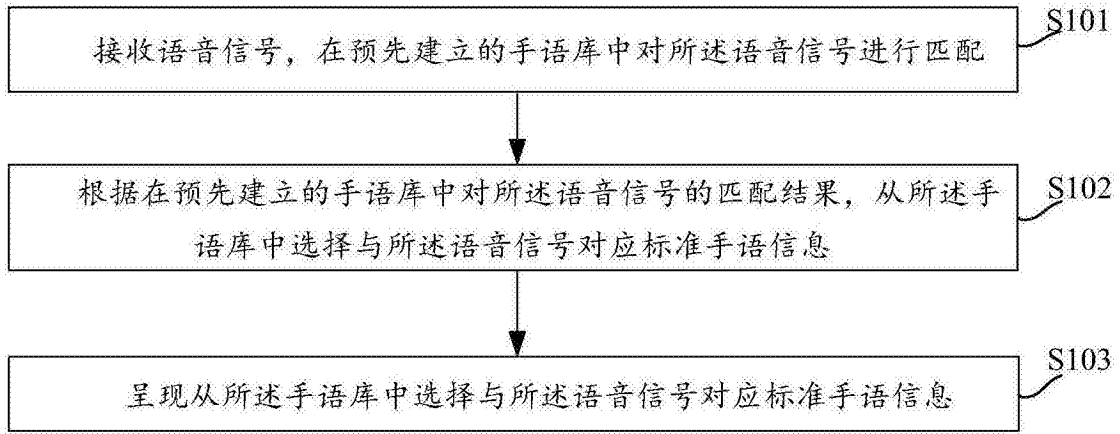 S101
接收语音信号，在预先建立的手语库中对所述语音信号进行匹配
S102
根据在预先建立的手语库中对所述语音信号的匹配结果，从所述手
语库中选择与所述语音信号对应标准手语信息
S103
呈现从所述手语库中选择与所述语音信号对应标准手语信息